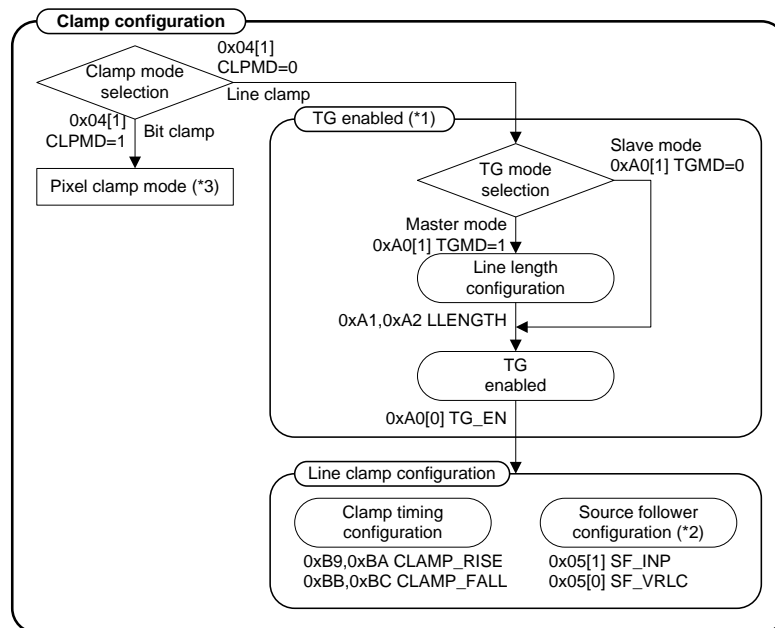 Clamp configuration
0x04[1]
CLPMD=0
Clamp mode
selection
Line clamp
0x04[1]
CLPMD=1
Bit clamp
Pixel clamp mode (*3)
TG enabled (*1)
Slave mode
0xA0[1] TGMD=0
TG mode
selection
Master mode
0xA0[1] TGMD=1
Line length
configuration
0xA1,0xA2 LLENGTH
TG
enabled
0xA0[0] TG_EN
Line clamp configuration
Clamp timing
configuration
0xB9,0xBA CLAMP_RISE
0xBB,0xBC CLAMP_FALL
Source follower
configuration (*2)
0x05[1] SF_INP
0x05[0] SF_VRLC